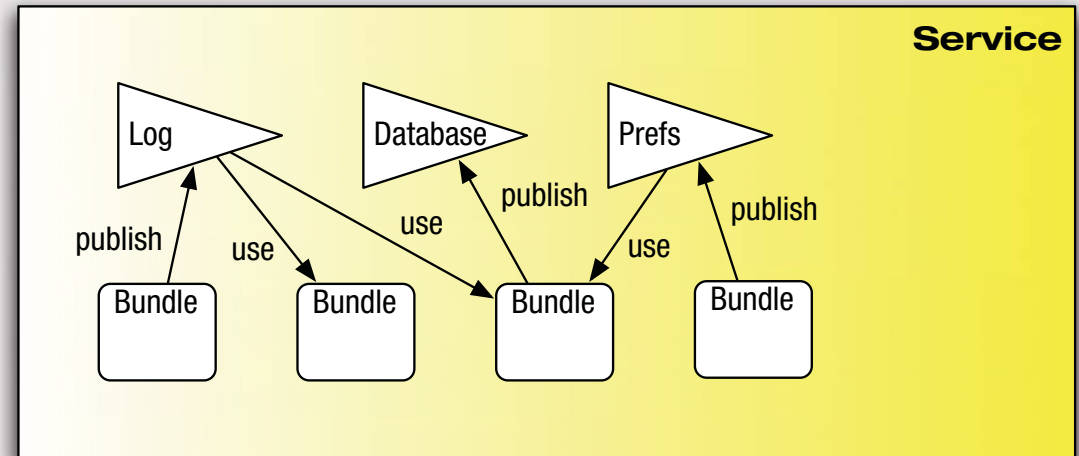 Service
Log
Database
Prefs
publish
use
use
publish
use
publish
Bundle
Bundle
Bundle
Bundle